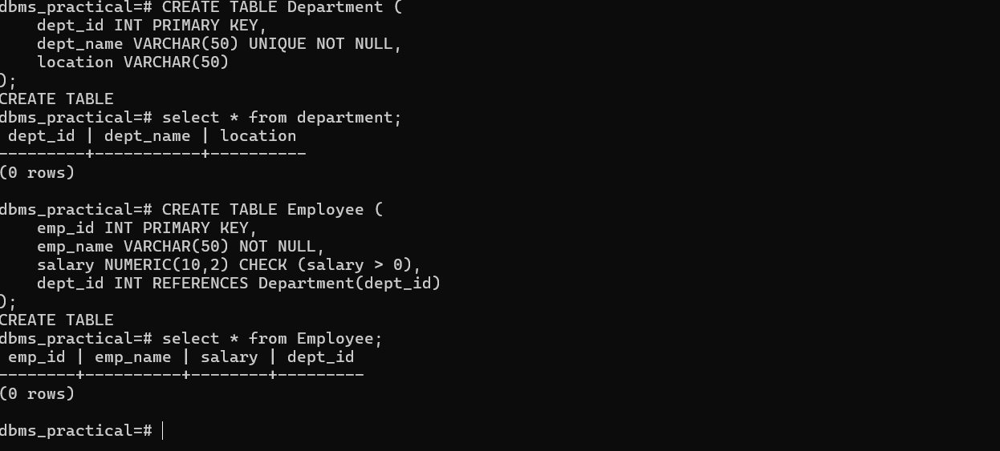 dbms_practical=# CREATE TABLE Department (
    dept_id INT PRIMARY KEY,
    dept_name VARCHAR(50) UNIQUE NOT NULL,
    location VARCHAR(50)
);
CREATE TABLE
dbms_practical=# select * from department;
 dept_id | dept_name | location
---------+-----------+----------
(0 rows)

dbms_practical=# CREATE TABLE Employee (
    emp_id INT PRIMARY KEY,
    emp_name VARCHAR(50) NOT NULL,
    salary NUMERIC(10,2) CHECK (salary > 0),
    dept_id INT REFERENCES Department(dept_id)
);
CREATE TABLE
dbms_practical=# select * from Employee;
 emp_id | emp_name | salary | dept_id
--------+----------+--------+---------
(0 rows)

dbms_practical=#